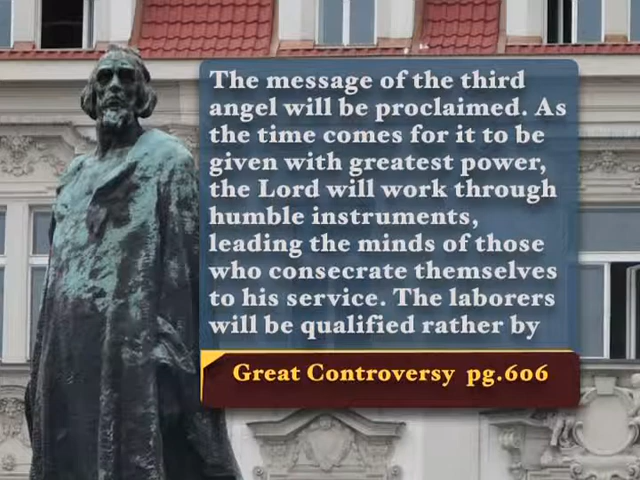 The message of the third
angel will be proclaimed. As
the time comes for it to be
given with greatest power,
the Lord will work through
humble instruments,
leading the minds of those
who consecrate themselves
to his service. The laborers
will be qualified rather by
Great Controversy pg.606